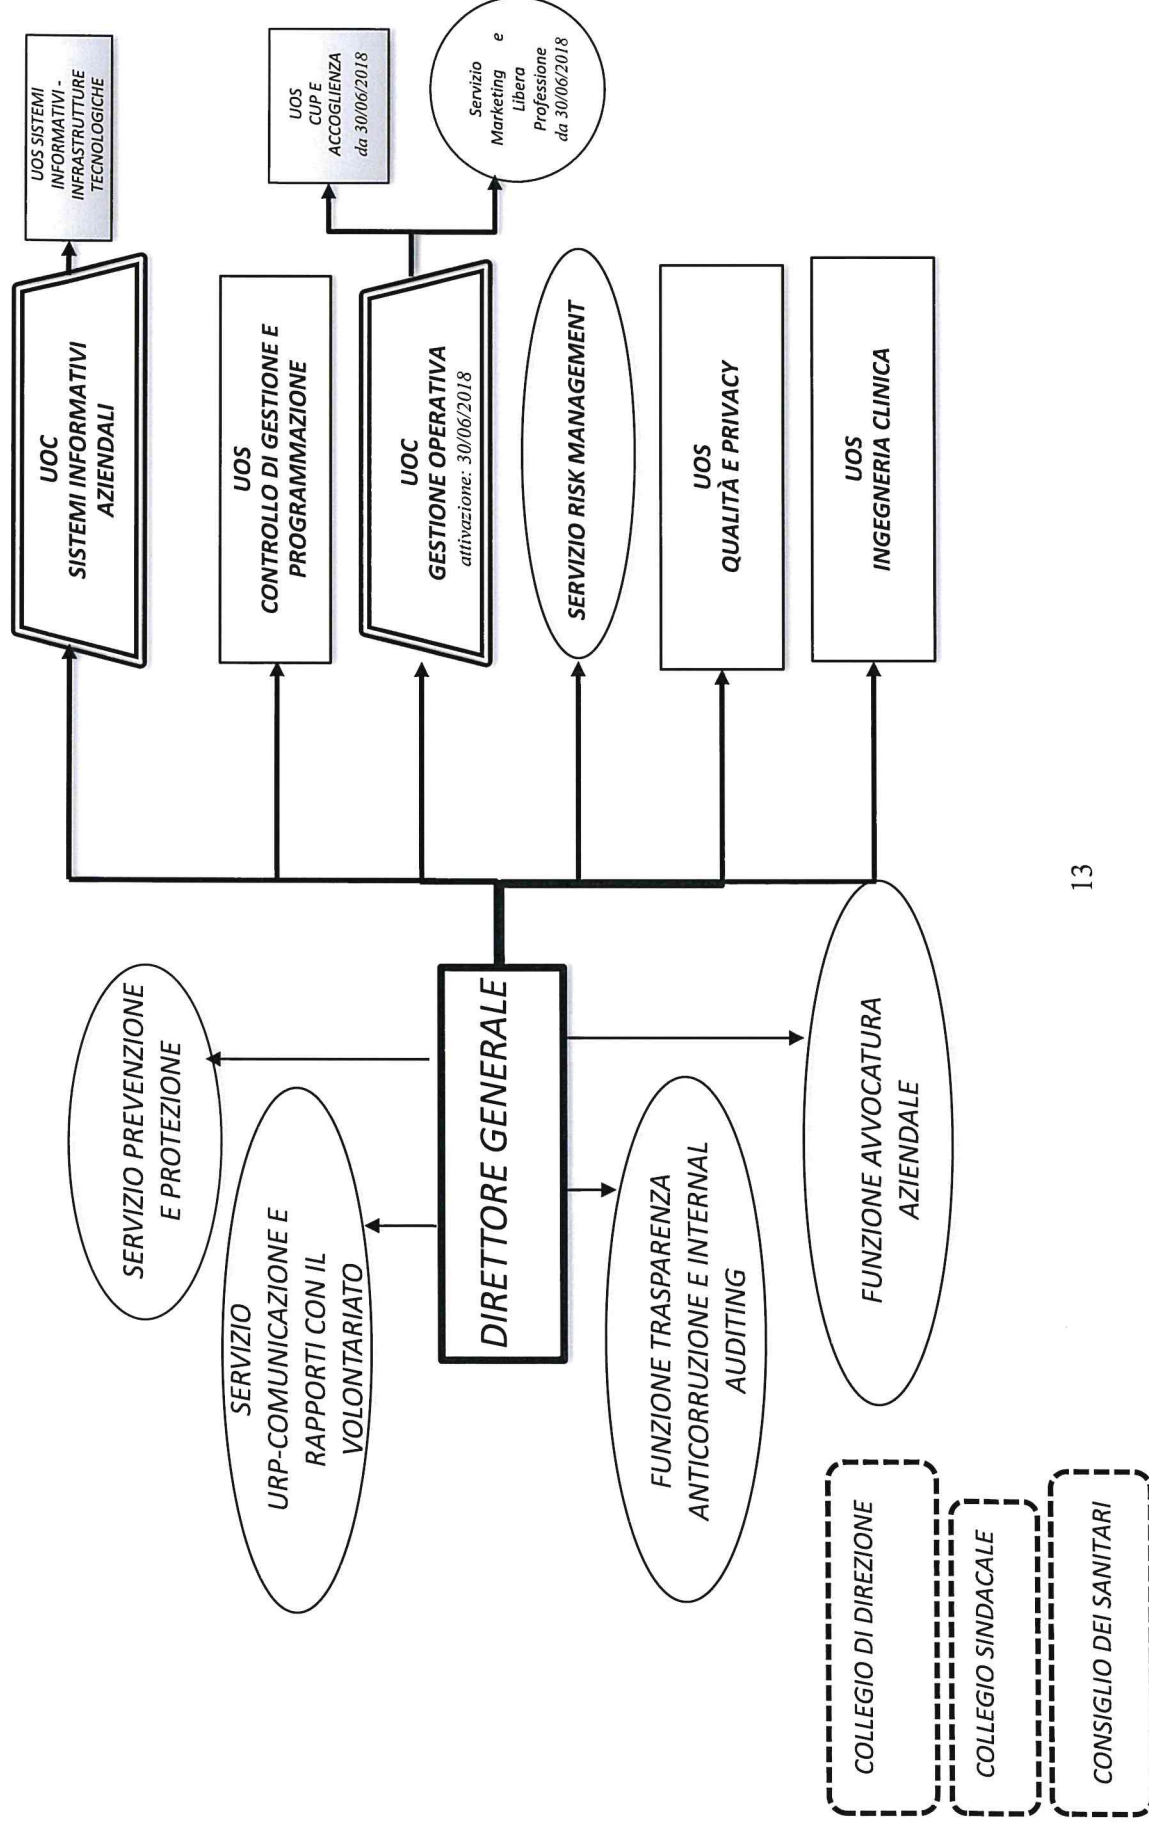 SERVIZIO PREVENZIONE
E PROTEZIONE
SERVIZIO
URP-COMUNICAZIONE E
RAPPORTI CON IL
VOLONTARIATO
DIRETTORE GENERALE
FUNZIONE TRASPARENZA
ANTICORRUZIONE E INTERNAL
AUDITING
FUNZIONE AVVOCATURA
AZIENDALE
COLLEGIO DI DIREZIONE
COLLEGIO SINDACALE
CONSIGLIO DEI SANITARI
UOC
SISTEMI INFORMATIVI
AZIENDALI
UOS SISTEMI
INFORMATIVI -
INFRASTRUTTURE
TECNOLOGICHE
UOS
CONTROLLO DI GESTIONE E
PROGRAMMAZIONE
UOC
GESTIONE OPERATIVA
attivazione: 30/06/2018
UOS
CUP E
ACCOGLIENZA
da 30/06/2018
Servizio
Marketing e
Libera
Professione
da 30/06/2018
SERVIZIO RISK MANAGEMENT
UOS
QUALITÀ E PRIVACY
UOS
INGEGNERIA CLINICA
13